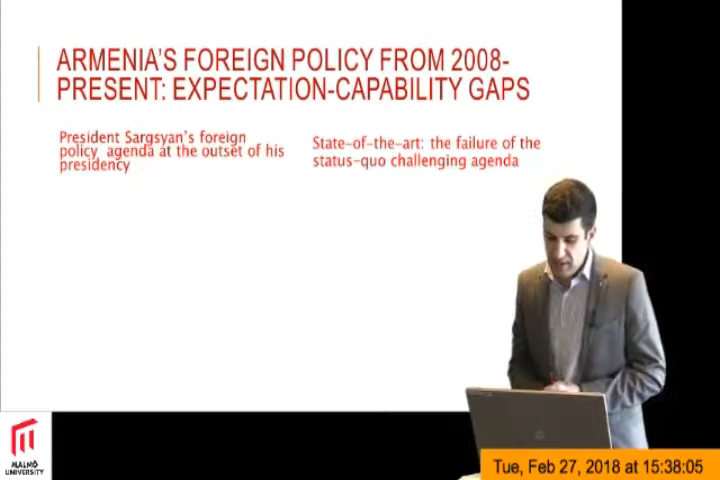 ARMENIA'S FOREIGN POLICY FROM 2008-
PRESENT: EXPECTATION-CAPABILITY GAPS
President Sargsyan's foreign
policy agenda at the outset of his
presidency
State-of-the-art: the failure of the
status-quo challenging agenda
MALMÖ
UNIVERSITY
Tue, Feb 27, 2018 at 15:38:05